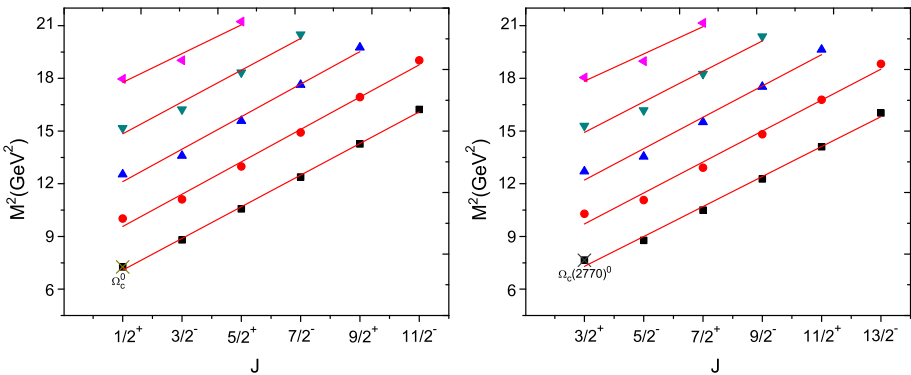 21
18
15
12
9
6
M²(GeV²)
Ω_c^0
1/2⁺ 3/2⁻ 5/2⁺ 7/2⁻ 9/2⁺ 11/2⁻
J
21
18
15
12
9
6
M²(GeV²)
Ω_c(2770)⁰
3/2⁺ 5/2⁻ 7/2⁺ 9/2⁻ 11/2⁺ 13/2⁻
J